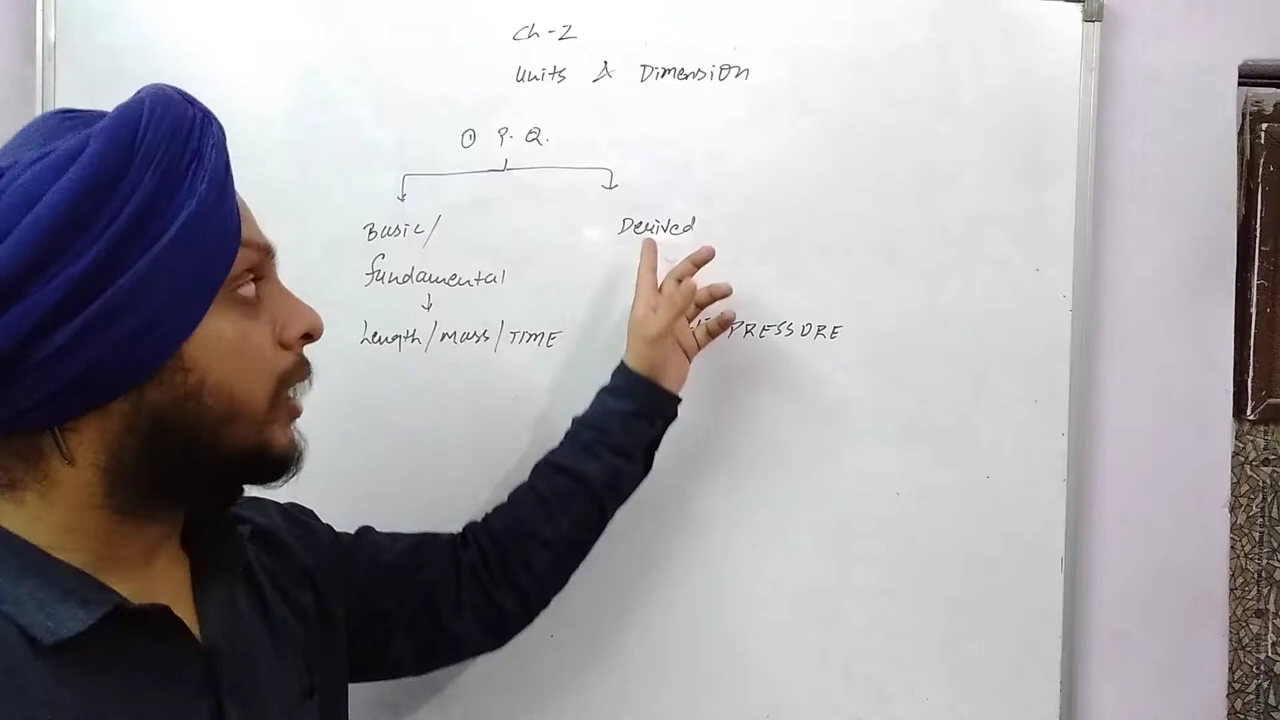 Ch-2
Units & Dimension
① P. Q.
Basic/ Derived
fundamental
Length/mass/TIME PRESSURE